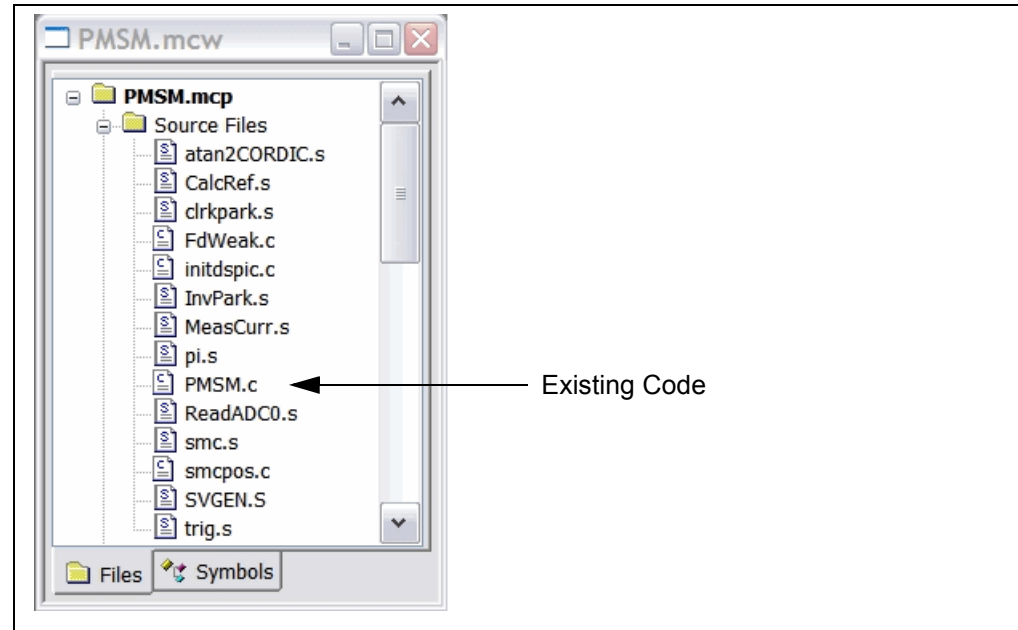 PMSM.mcw
PMSM.mcp
Source Files
atan2CORDIC.s
CalcRef.s
clrkpark.s
FdWeak.c
initdspic.c
InvPark.s
MeasCurr.s
pi.s
PMSM.c
Existing Code
ReadADC0.s
smc.s
smcpos.c
SVGEN.S
trig.s
Files
Symbols